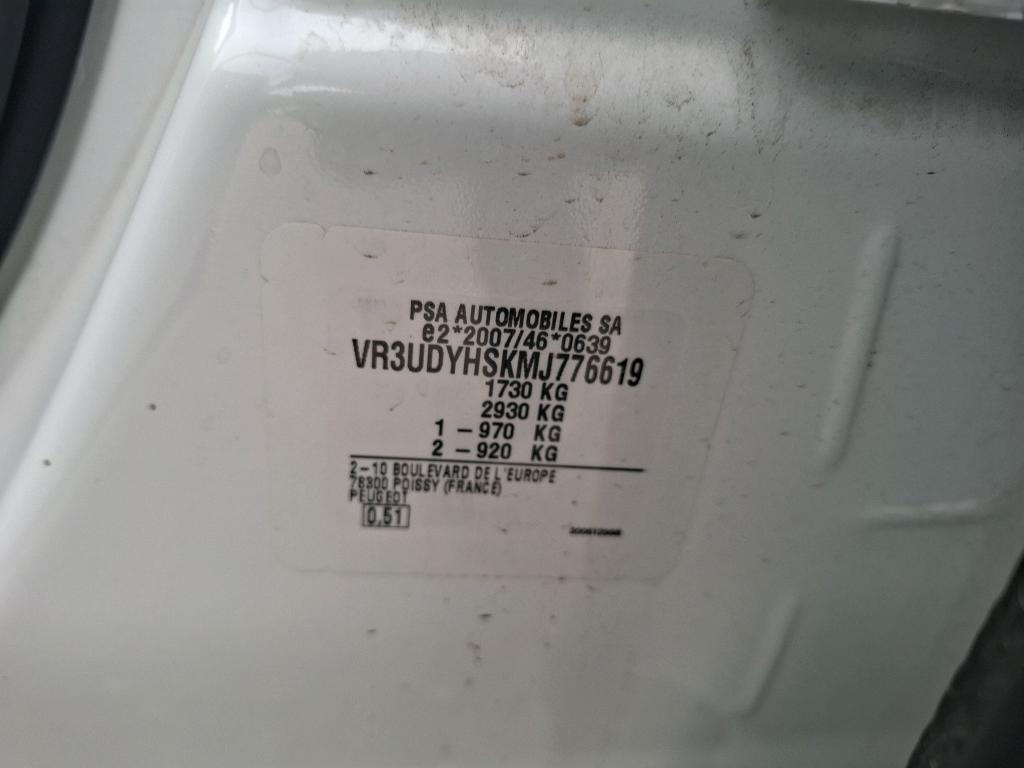 PSA AUTOMOBILES SA
e2*2007/46*0639
VR3UDYHSKMJ776619
1730 KG
2930 KG
1 – 970 KG
2 – 920 KG
2–10 BOULEVARD DE L'EUROPE
78300 POISSY (FRANCE)
PEUGEOT
0.51